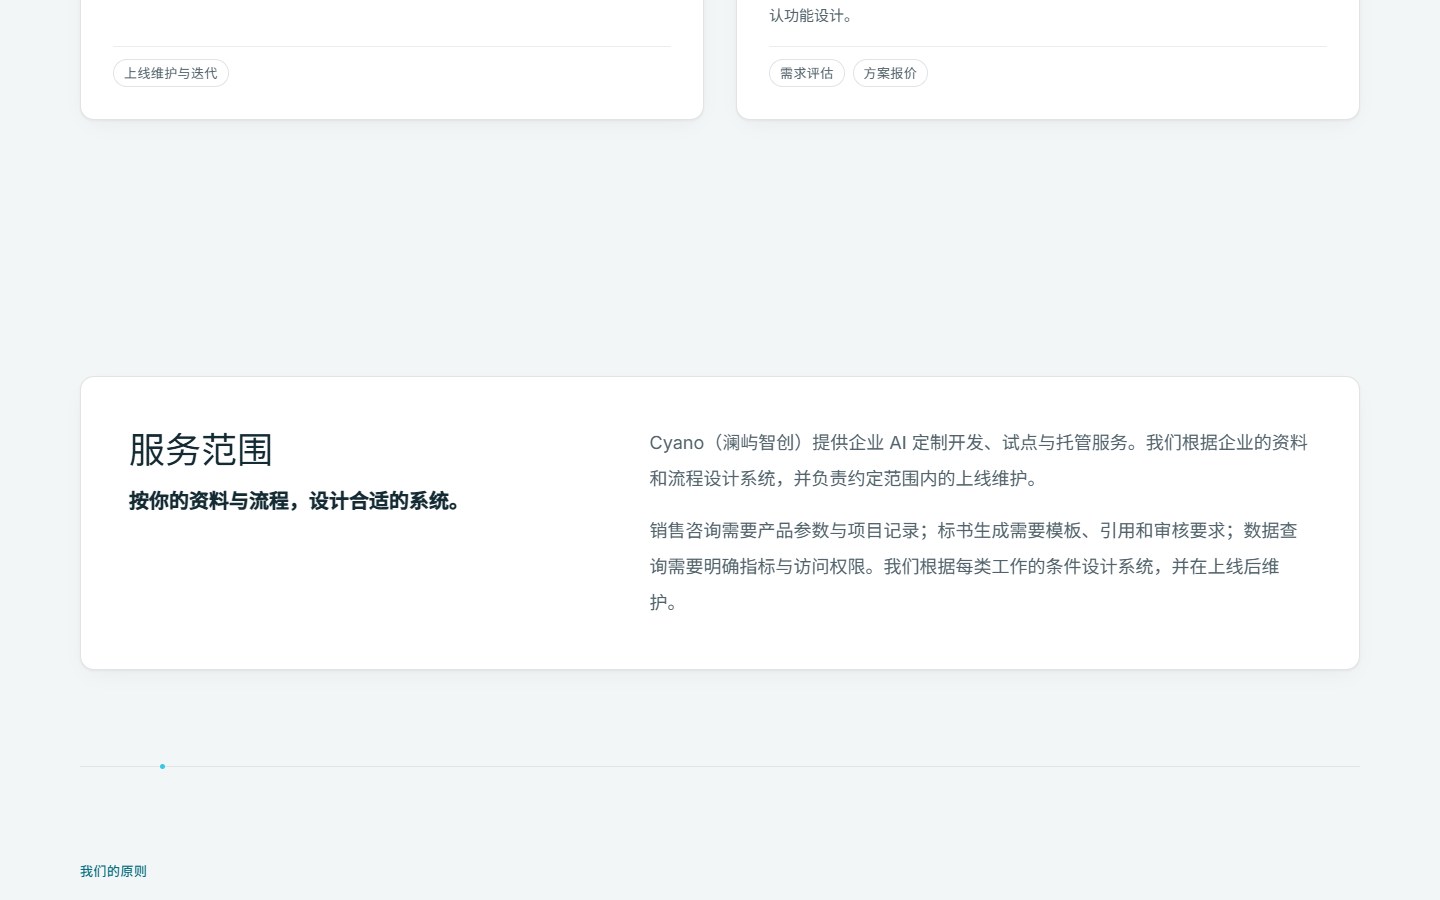 认功能设计。
上线维护与迭代
需求评估
方案报价
服务范围
按你的资料与流程，设计合适的系统。
Cyano（澜屿智创）提供企业 AI 定制开发、试点与托管服务。我们根据企业的资料
和流程设计系统，并负责约定范围内的上线维护。
销售咨询需要产品参数与项目记录；标书生成需要模板、引用和审核要求；数据查
询需要明确指标与访问权限。我们根据每类工作的条件设计系统，并在上线后维
护。
我们的原则